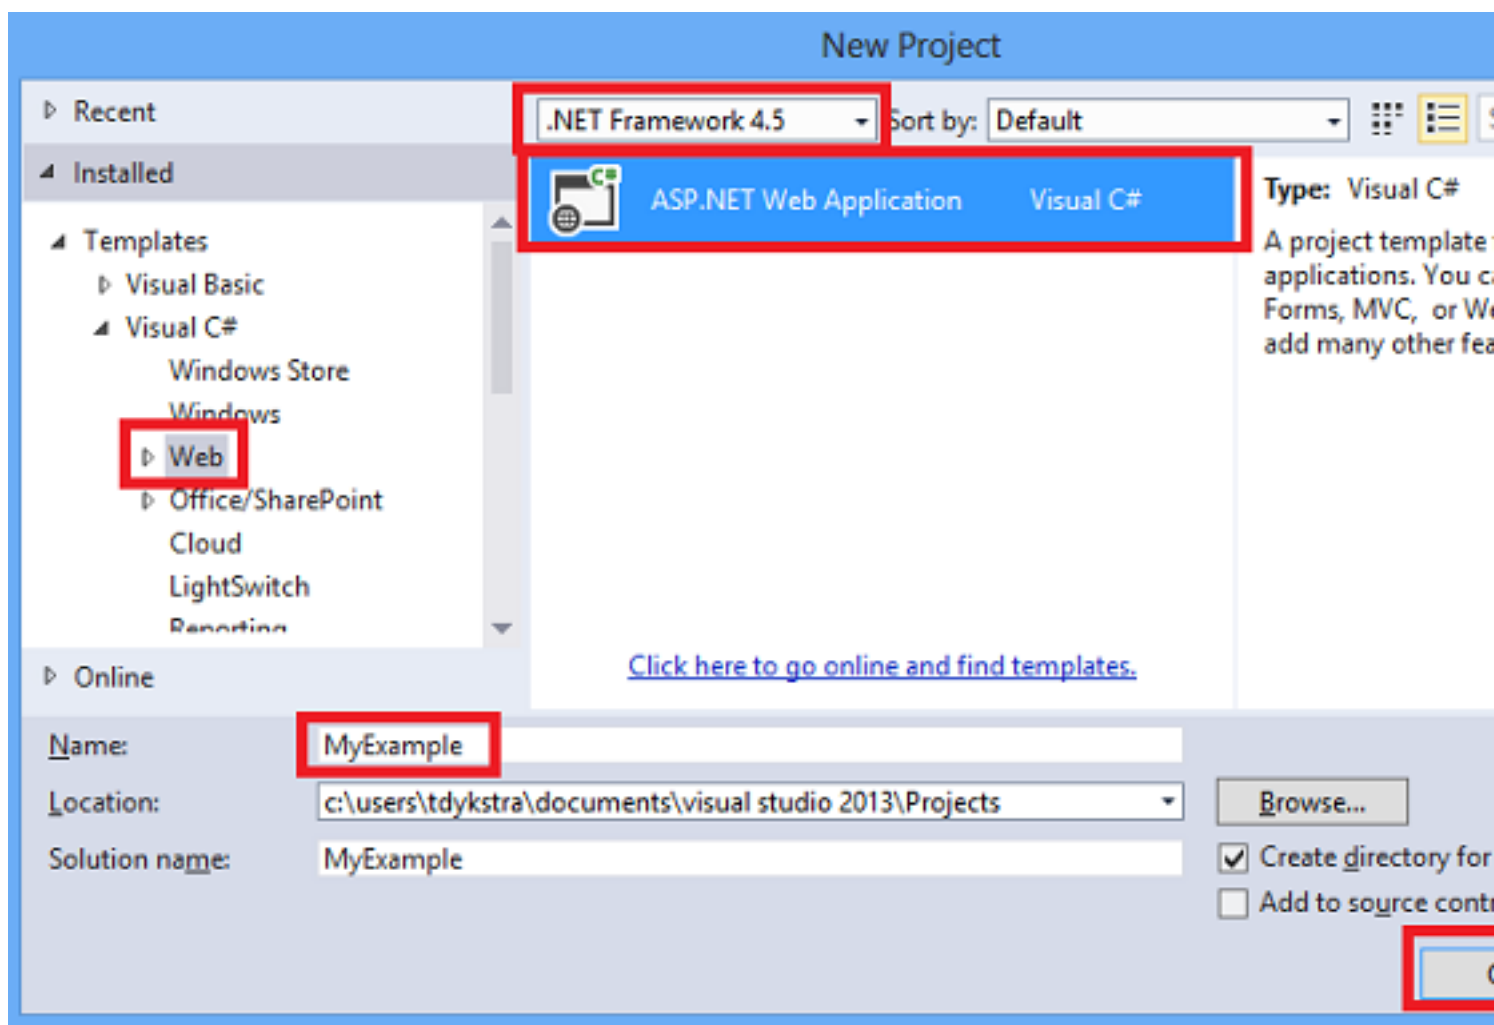 New Project
Recent
.NET Framework 4.5
Sort by: Default
Installed
Templates
Visual Basic
Visual C#
Windows Store
Windows
Web
Office/SharePoint
Cloud
LightSwitch
Reporting
Online
ASP.NET Web Application Visual C#
Click here to go online and find templates.
Type: Visual C#
A project template
applications. You
Forms, MVC, or
add many other
Name: MyExample
Location: c:\users\tdykstra\documents\visual studio 2013\Projects
Browse...
Solution name: MyExample
Create directory for
Add to source